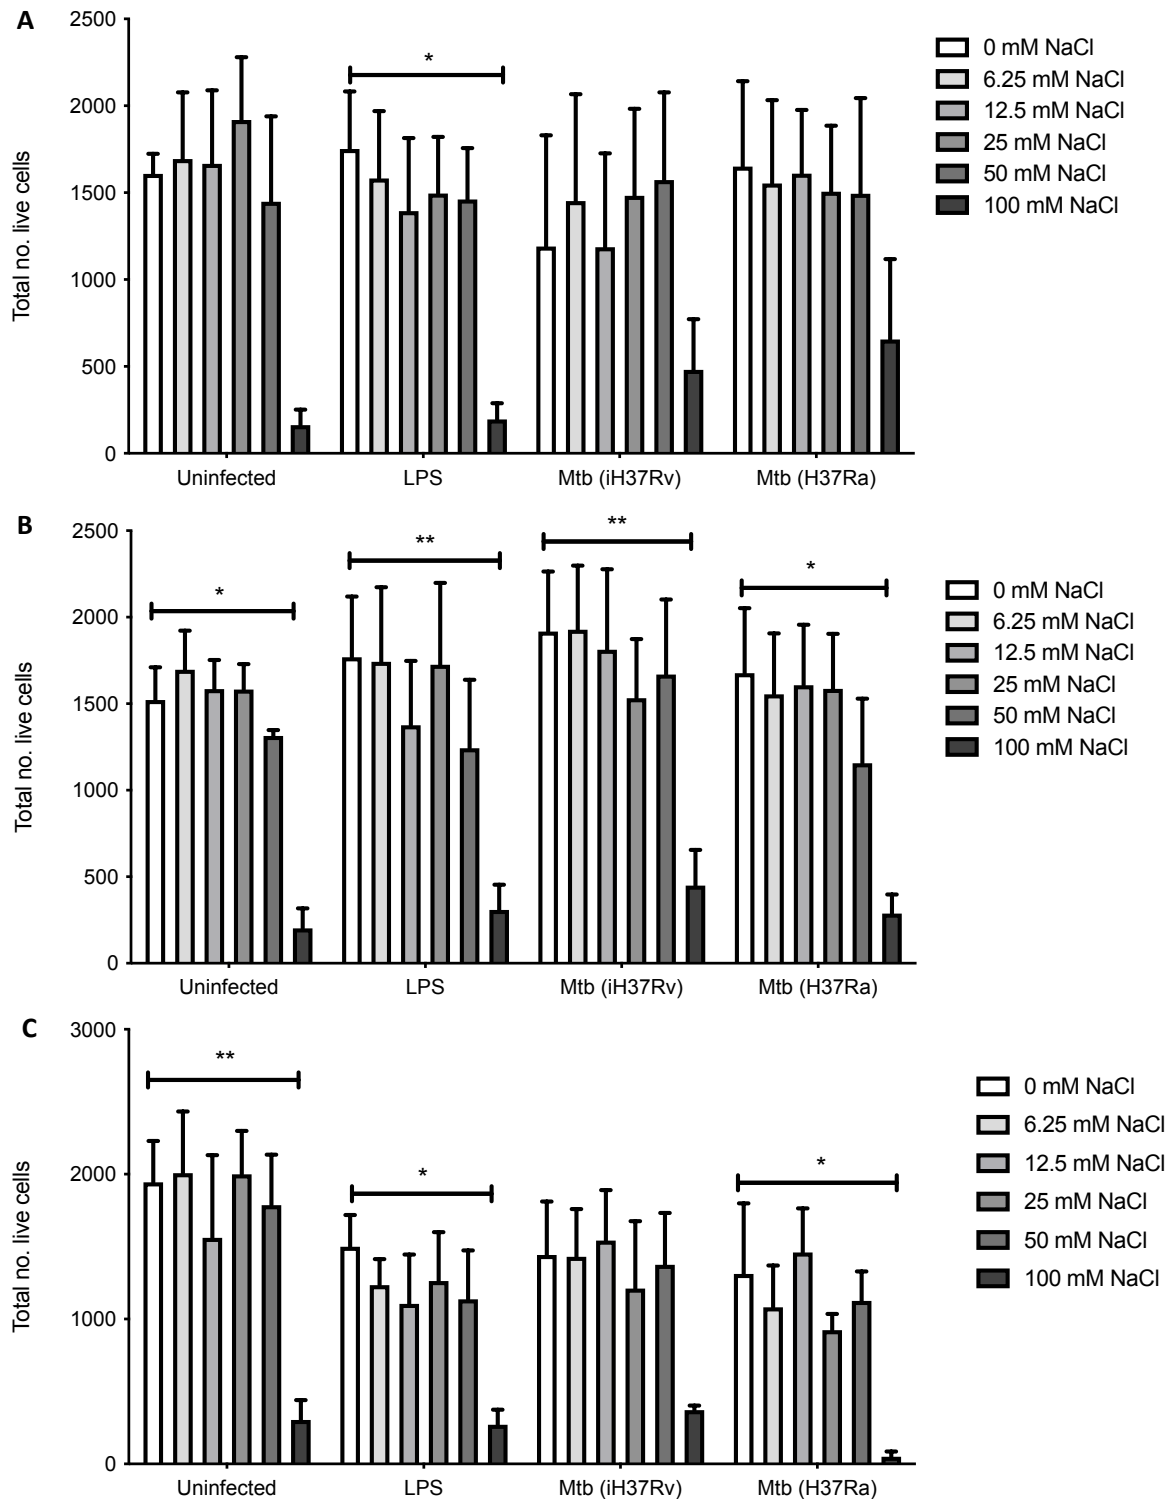 A
Total no. live cells
2500
2000
1500
1000
500
0
*
Uninfected
LPS
Mtb (iH37Rv)
Mtb (H37Ra)
0 mM NaCl
6.25 mM NaCl
12.5 mM NaCl
25 mM NaCl
50 mM NaCl
100 mM NaCl
B
Total no. live cells
2500
2000
1500
1000
500
0
*
**
**
*
Uninfected
LPS
Mtb (iH37Rv)
Mtb (H37Ra)
0 mM NaCl
6.25 mM NaCl
12.5 mM NaCl
25 mM NaCl
50 mM NaCl
100 mM NaCl
C
Total no. live cells
3000
2000
1000
0
**
*
*
Uninfected
LPS
Mtb (iH37Rv)
Mtb (H37Ra)
0 mM NaCl
6.25 mM NaCl
12.5 mM NaCl
25 mM NaCl
50 mM NaCl
100 mM NaCl